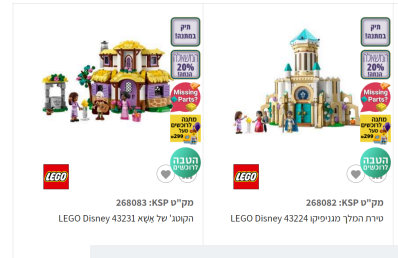 תיק
במתנה!
20%
הנחה!
Missing
Parts?
מתנה
לרוכשים
מעל
₪299
הטבה
לרוכשים
LEGO
מק"ט KSP: 268082
טירת המלך מגניפיקו LEGO Disney 43224
תיק
במתנה!
20%
הנחה!
Missing
Parts?
מתנה
לרוכשים
מעל
₪299
הטבה
לרוכשים
LEGO
מק"ט KSP: 268083
הקוטג' של אָשָׁא LEGO Disney 43231